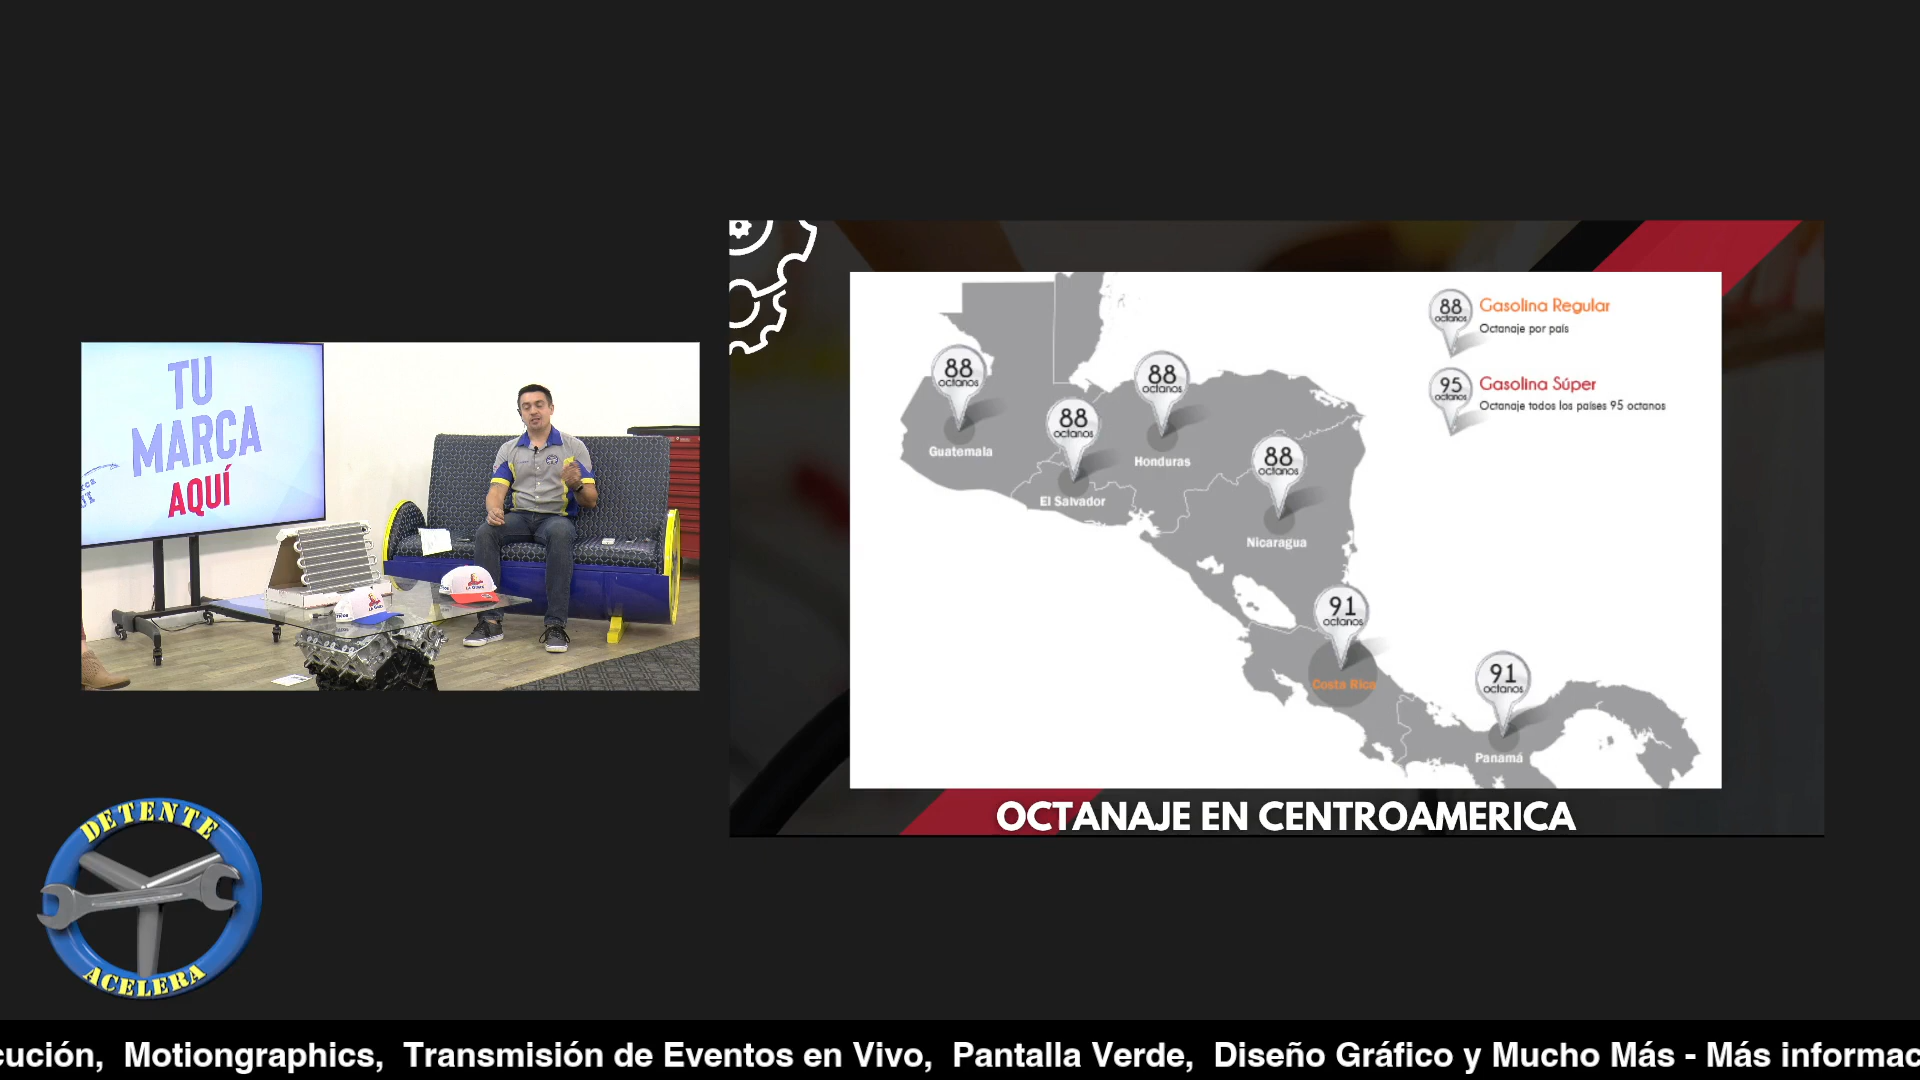 TU
MARCA
AQUÍ
88
octanos
Gasolina Regular
Octanaje por país
95
octanos
Gasolina Súper
Octanaje todos los países 95 octanos
88
octanos
Guatemala
88
octanos
El Salvador
88
octanos
Honduras
88
octanos
Nicaragua
91
octanos
Costa Rica
91
octanos
Panamá
OCTANAJE EN CENTROAMERICA
DETENTE
ACELERA
cución, Motiongraphics, Transmisión de Eventos en Vivo, Pantalla Verde, Diseño Gráfico y Mucho Más - Más informac